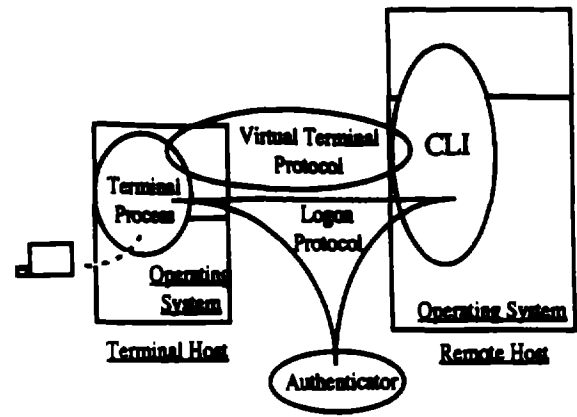 Virtual Terminal
Protocol
CLI
Terminal
Process
Logon
Protocol
Operating
System
Operating System
Terminal Host
Remote Host
Authenticator